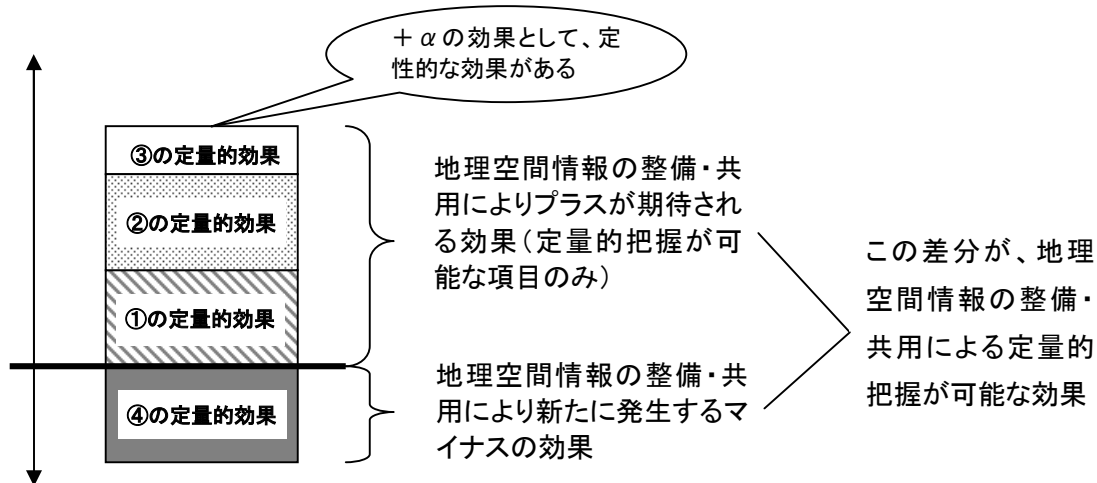 +αの効果として、定
性的な効果がある
③の定量的効果
②の定量的効果
①の定量的効果
④の定量的効果
地理空間情報の整備・共
用によりプラスが期待され
る効果(定量的把握が可
能な項目のみ)
地理空間情報の整備・共
用により新たに発生するマ
イナスの効果
この差分が、地理
空間情報の整備・
共用による定量的
把握が可能な効果